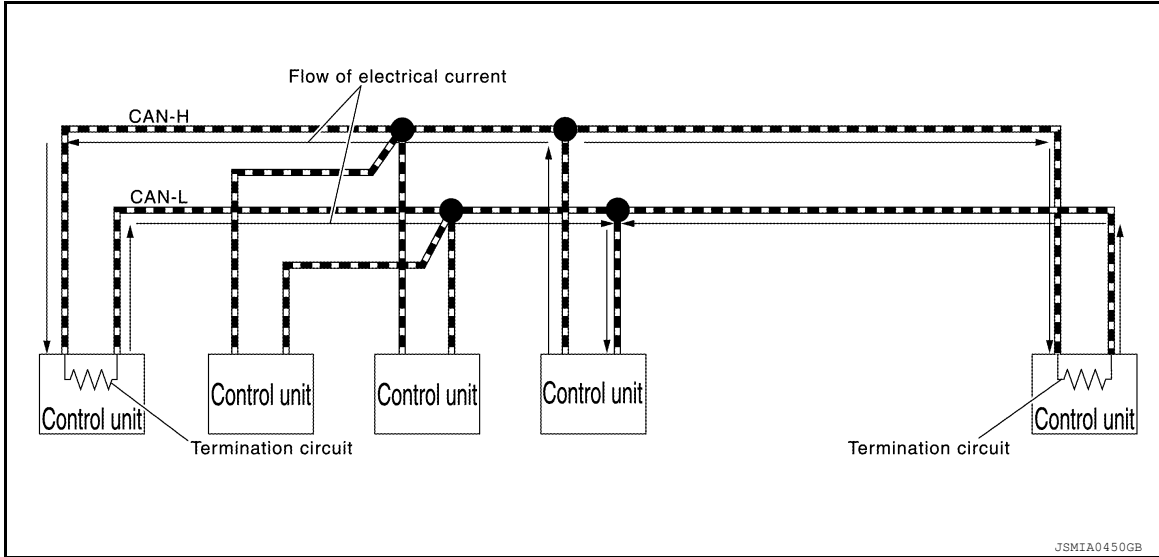 Flow of electrical current
CAN-H
CAN-L
Control unit
Control unit
Control unit
Control unit
Control unit
Termination circuit
Termination circuit
JSMIA0450GB